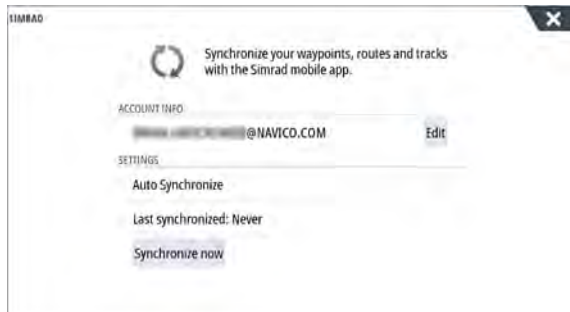 SIMRAD
Synchronize your waypoints, routes and tracks
with the Simrad mobile app.
ACCOUNT INFO
@NAVICO.COM Edit
SETTINGS
Auto Synchronize
Last synchronized: Never
Synchronize now